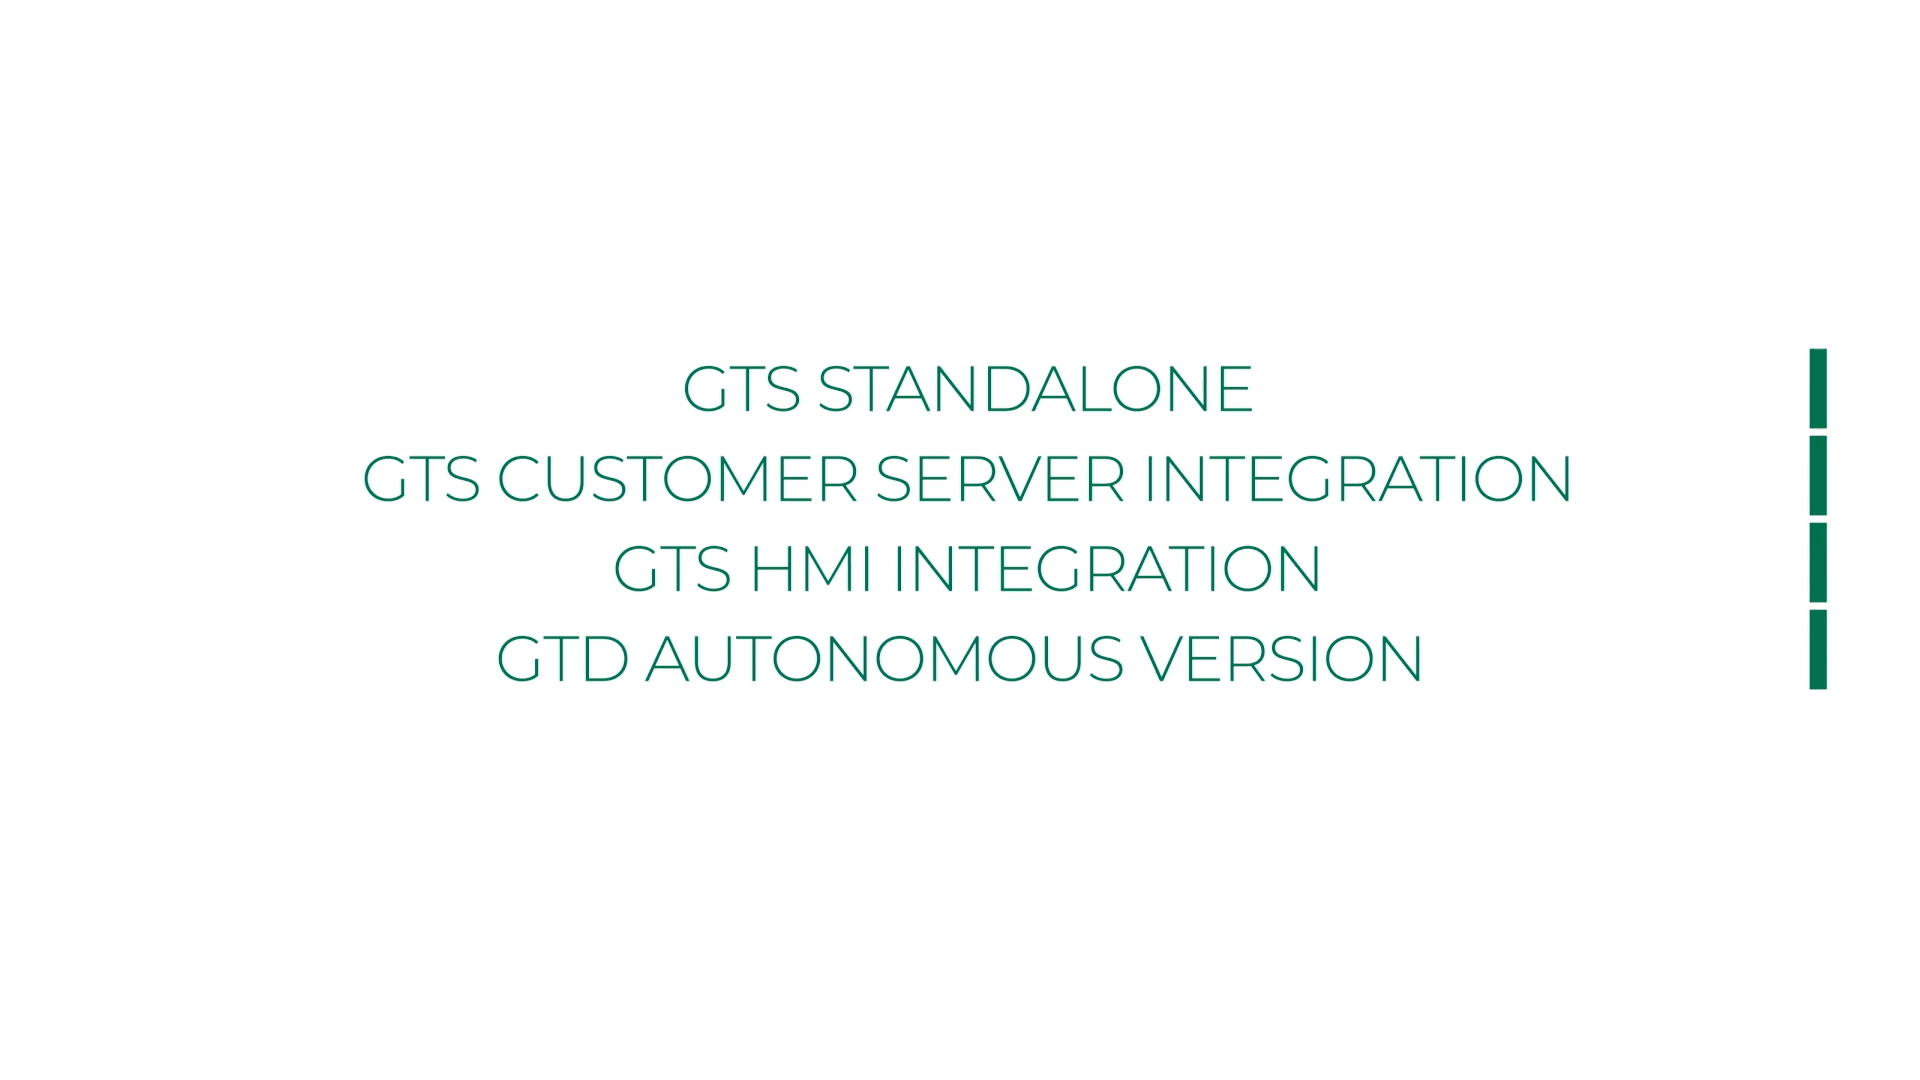 GTS STANDALONE
GTS CUSTOMER SERVER INTEGRATION
GTS HMI INTEGRATION
GTD AUTONOMOUS VERSION